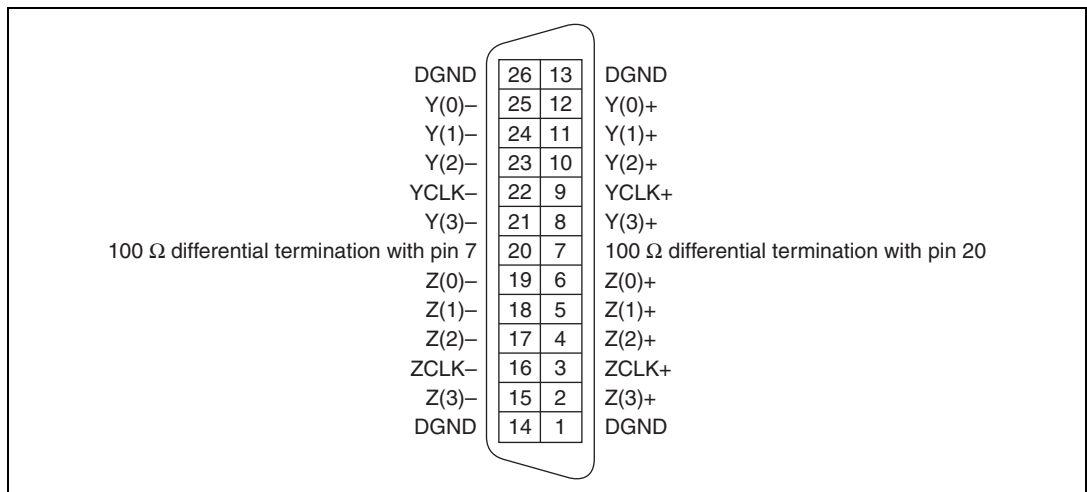 DGND 26 13 DGND
Y(0)– 25 12 Y(0)+
Y(1)– 24 11 Y(1)+
Y(2)– 23 10 Y(2)+
YCLK– 22 9 YCLK+
Y(3)– 21 8 Y(3)+
100 Ω differential termination with pin 7 20 7 100 Ω differential termination with pin 20
Z(0)– 19 6 Z(0)+
Z(1)– 18 5 Z(1)+
Z(2)– 17 4 Z(2)+
ZCLK– 16 3 ZCLK+
Z(3)– 15 2 Z(3)+
DGND 14 1 DGND